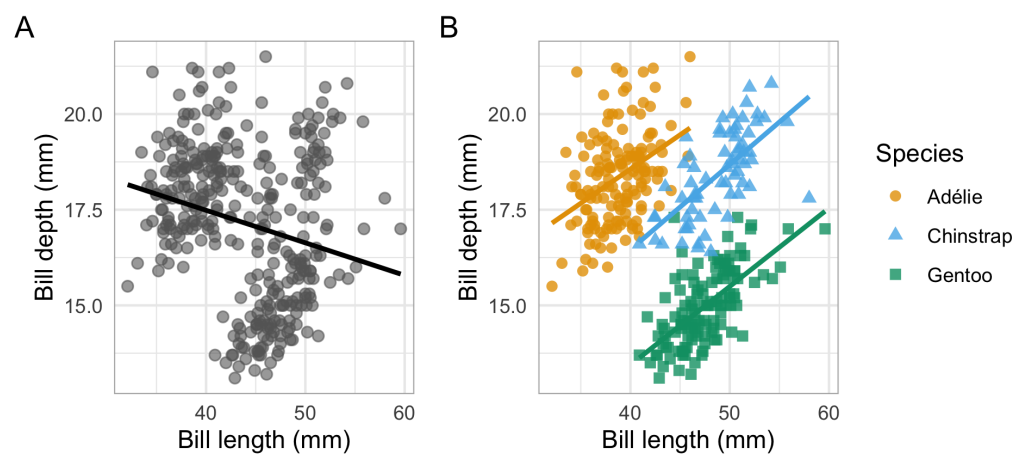 A
Bill depth (mm)
20.0
17.5
15.0
40 50 60
Bill length (mm)
B
Bill depth (mm)
20.0
17.5
15.0
40 50 60
Bill length (mm)
Species
Adélie
Chinstrap
Gentoo